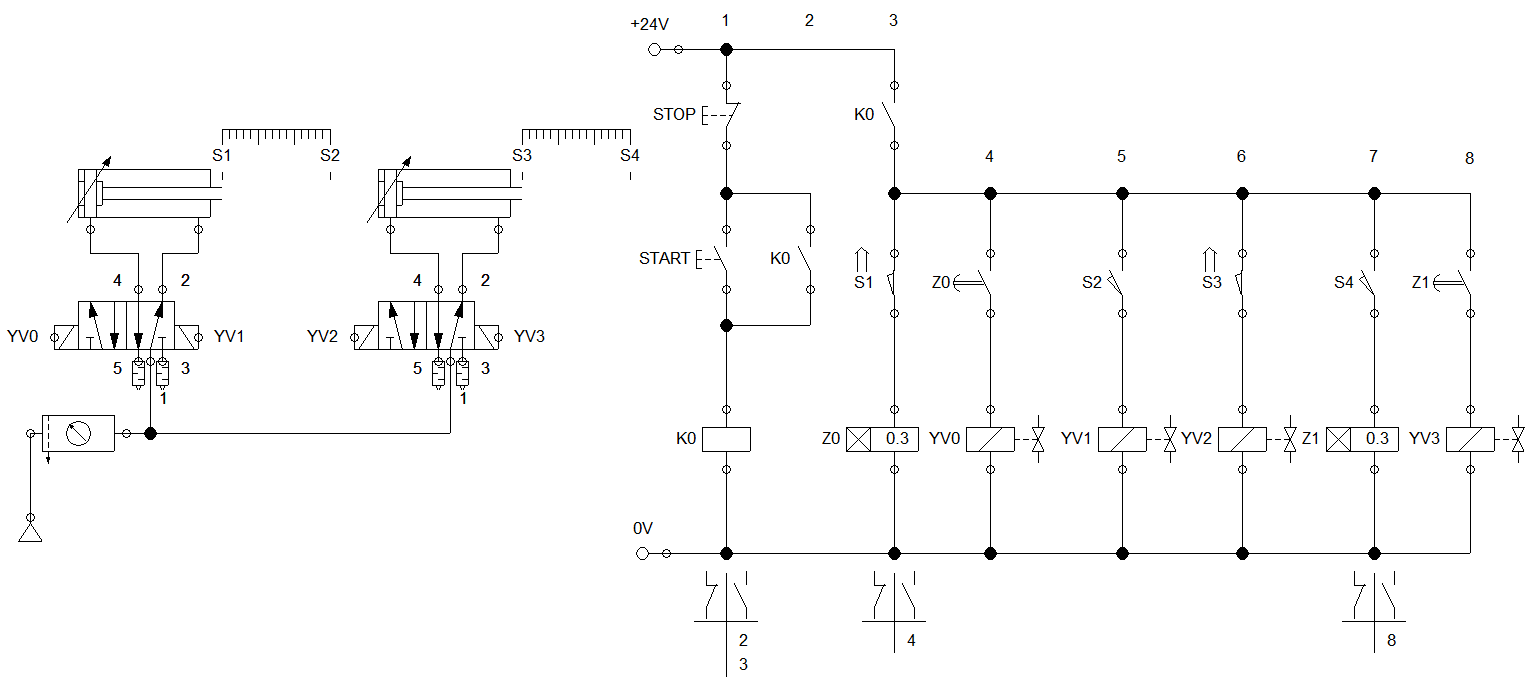 +24V 1 2 3
STOP K0
S1 S2 S3 S4
4 5 6 7 8
START K0 S1 Z0 S2 S3 S4 Z1
4 2 4 2
YV0 YV1 YV2 YV3
5 3 5 3
1 1
K0 Z0 0.3 YV0 YV1 YV2 Z1 0.3 YV3
0V
2 4 8
3